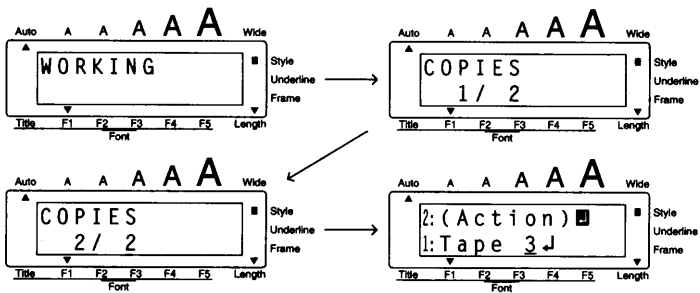 Auto A A A A A Wide
WORKING
Style
Underline
Frame
Title F1 F2 F3 F4 F5 Length
Font
Auto A A A A A Wide
COPIES
1/ 2
Style
Underline
Frame
Title F1 F2 F3 F4 F5 Length
Font
Auto A A A A A Wide
COPIES
2/ 2
Style
Underline
Frame
Title F1 F2 F3 F4 F5 Length
Font
Auto A A A A A Wide
2:(Action)↵
1:Tape 3↵
Style
Underline
Frame
Title F1 F2 F3 F4 F5 Length
Font